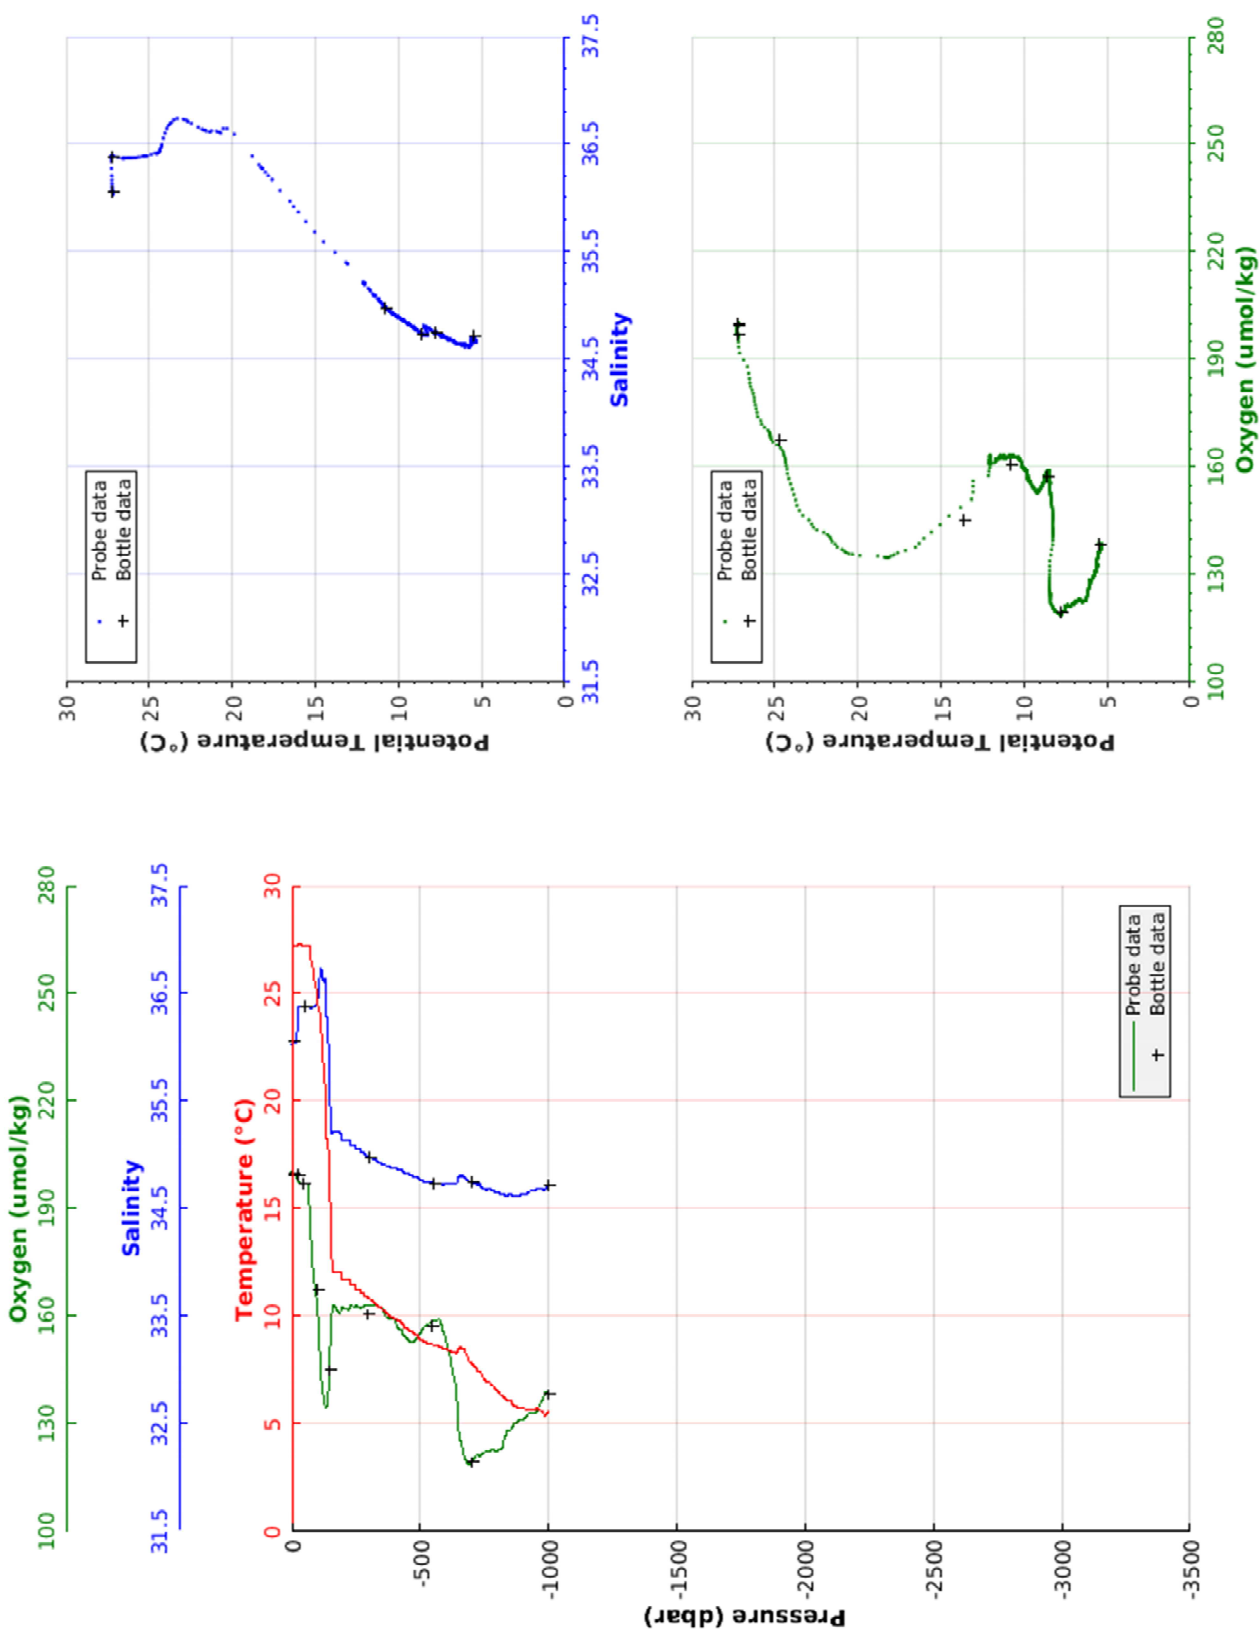 Oxygen (umol/kg)
100 130 160 190 220 250 280
Salinity
31.5 32.5 33.5 34.5 35.5 36.5 37.5
Temperature (°C)
0 5 10 15 20 25 30
0
-500
-1000
-1500
-2000
-2500
-3000
-3500
Pressure (dbar)
Probe data
Bottle data
30
25
20
15
10
5
0
Potential Temperature (°C)
Probe data
Bottle data
31.5 32.5 33.5 34.5 35.5 36.5 37.5
Salinity
30
25
20
15
10
5
0
Potential Temperature (°C)
Probe data
Bottle data
100 130 160 190 220 250 280
Oxygen (umol/kg)